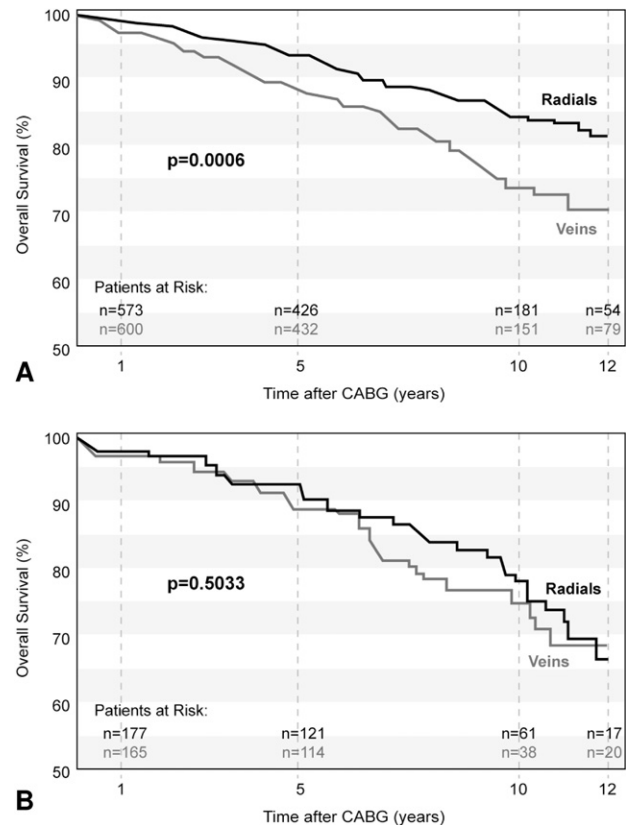 100
90
80
70
60
50
Overall Survival (%)
Radials
p=0.0006
Veins
Patients at Risk:
n=573 n=426 n=181 n=54
n=600 n=432 n=151 n=79
A
1 5 10 12
Time after CABG (years)
100
90
80
70
60
50
Overall Survival (%)
p=0.5033
Radials
Veins
Patients at Risk:
n=177 n=121 n=61 n=17
n=165 n=114 n=38 n=20
B
1 5 10 12
Time after CABG (years)